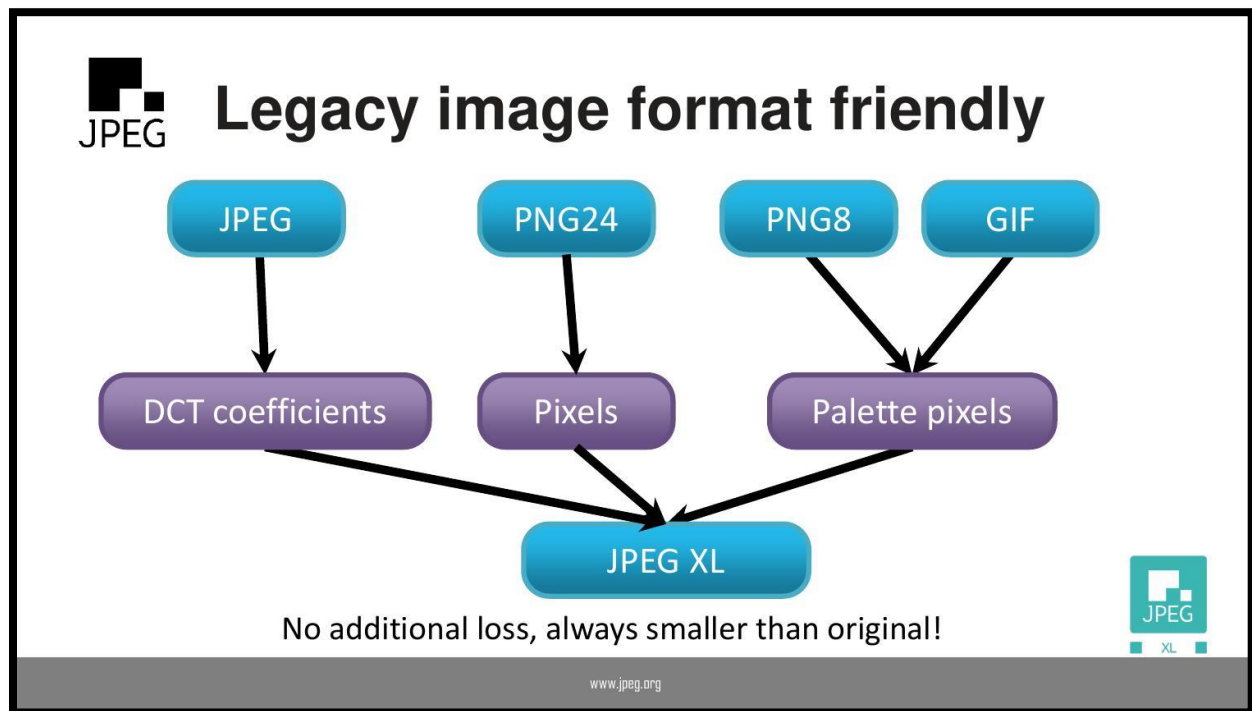 JPEG
Legacy image format friendly
JPEG
PNG24
PNG8
GIF
DCT coefficients
Pixels
Palette pixels
JPEG XL
No additional loss, always smaller than original!
JPEG
XL
www.jpeg.org